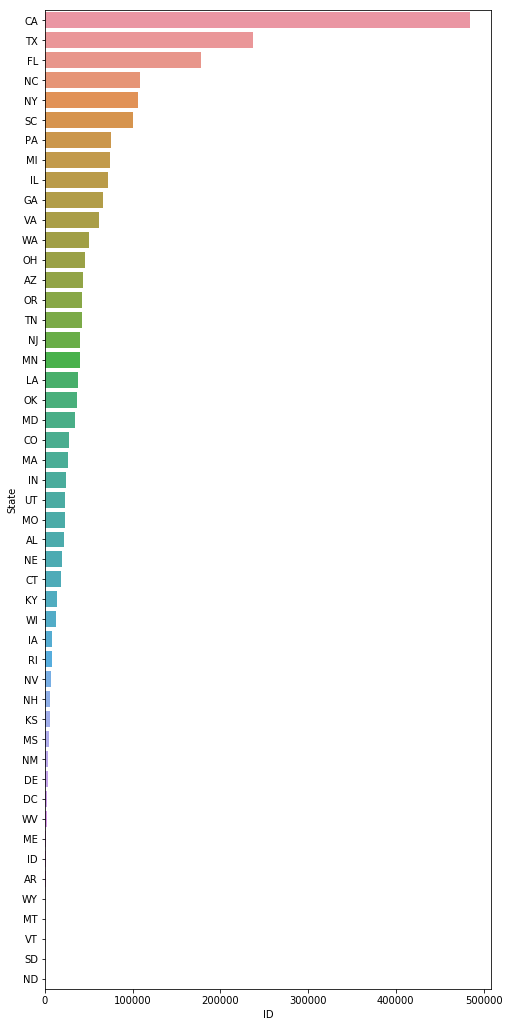 CA
TX
FL
NC
NY
SC
PA
MI
IL
GA
VA
WA
OH
AZ
OR
TN
NJ
MN
LA
OK
MD
CO
MA
IN
UT
MO
AL
NE
CT
KY
WI
IA
RI
NV
NH
KS
MS
NM
DE
DC
WV
ME
ID
AR
WY
MT
VT
SD
ND
State
0 100000 200000 300000 400000 500000
ID